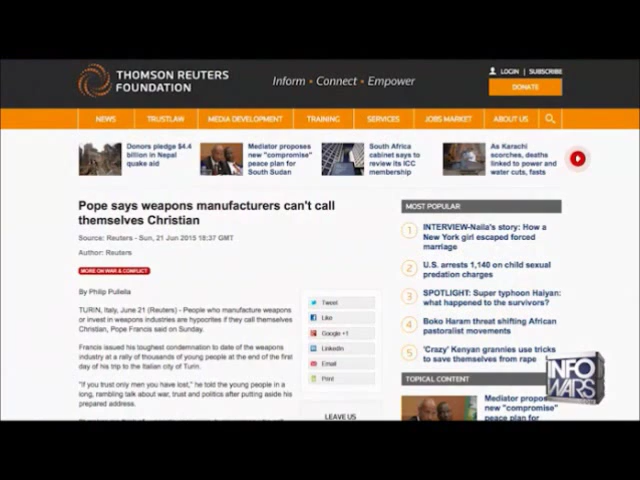 THOMSON REUTERS
FOUNDATION
Inform • Connect • Empower
LOGIN | SUBSCRIBE
DONATE
NEWS TRUSTLAW MEDIA DEVELOPMENT TRAINING SERVICES JOBS MARKET ABOUT US
Donors pledge $4.4
billion in Nepal
quake aid
Mediator proposes
new "compromise"
peace plan for
South Sudan
South Africa
cabinet says to
review its ICC
membership
As Karachi
scorches, deaths
linked to power and
water cuts, fasts
Pope says weapons manufacturers can't call
themselves Christian
Source: Reuters - Sun, 21 Jun 2015 18:37 GMT
Author: Reuters
MORE ON WAR & CONFLICT
By Philip Pullella
TURIN, Italy, June 21 (Reuters) - People who manufacture weapons
or invest in weapons industries are hypocrites if they call themselves
Christian, Pope Francis said on Sunday.
Francis issued his toughest condemnation to date of the weapons
industry at a rally of thousands of young people at the end of the first
day of his trip to the Italian city of Turin.
"If you trust only men you have lost," he told the young people in a
long, rambling talk about war, trust and politics after putting aside his
prepared address.
Tweet
Like
Google +1
LinkedIn
Email
Print
LEAVE US
MOST POPULAR
1 INTERVIEW-Naila's story: How a
New York girl escaped forced
marriage
2 U.S. arrests 1,140 on child sexual
predation charges
3 SPOTLIGHT: Super typhoon Haiyan:
what happened to the survivors?
4 Boko Haram threat shifting African
pastoralist movements
5 'Crazy' Kenyan grannies use tricks
to save themselves from rape
TOPICAL CONTENT
Mediator proposes
new "compromise"
peace plan for
INFO
WARS